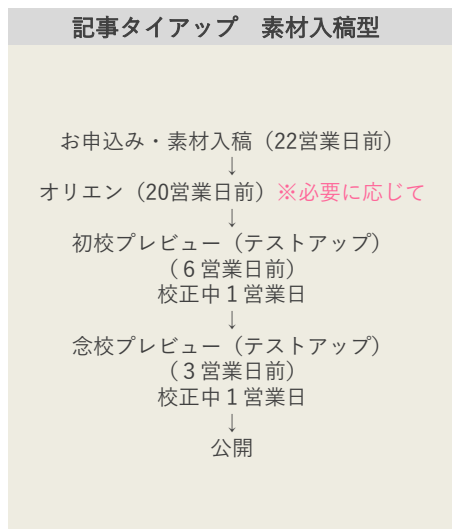 記事タイアップ　素材入稿型
お申込み・素材入稿（22営業日前）
↓
オリエン（20営業日前）※必要に応じて
↓
初校プレビュー（テストアップ）
（６営業日前）
校正中１営業日
↓
念校プレビュー（テストアップ）
（３営業日前）
校正中１営業日
↓
公開